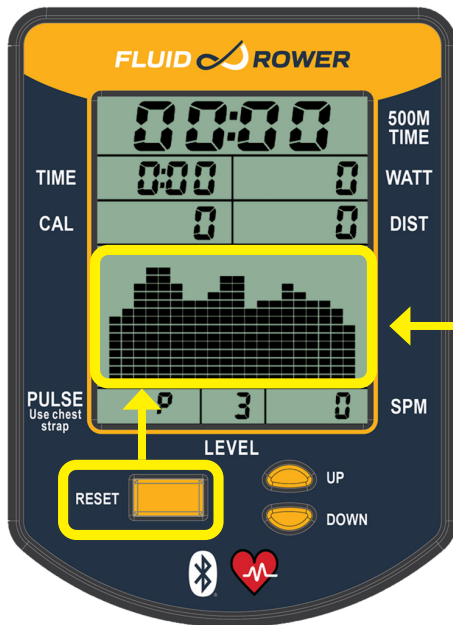 FLUID ROWER
00:00
500M
TIME
TIME 0:00 0 WATT
CAL 0 0 DIST
PULSE
Use chest
strap
P 3 0 SPM
LEVEL
RESET
UP
DOWN